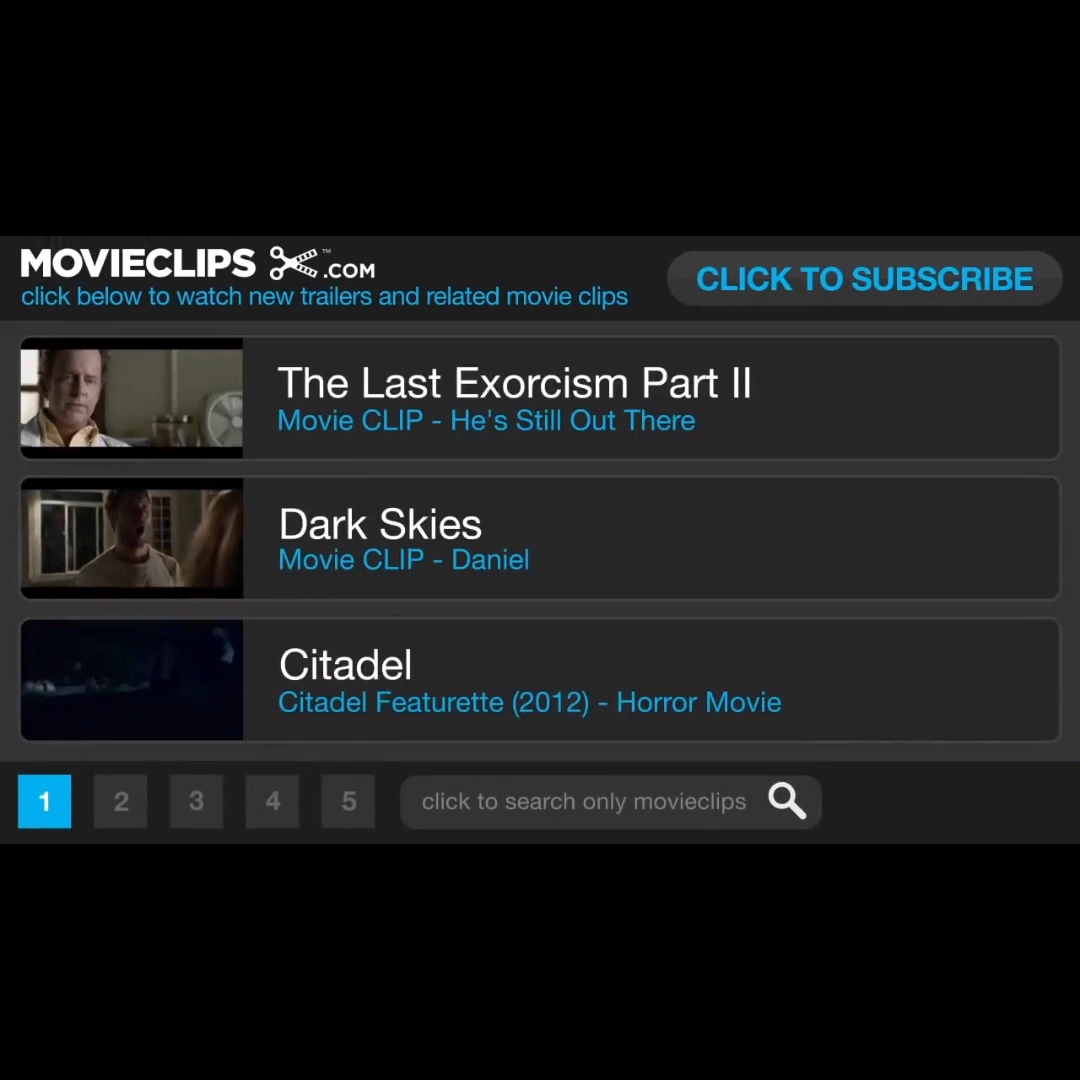 MOVIECLIPS ™.COM
click below to watch new trailers and related movie clips
CLICK TO SUBSCRIBE
The Last Exorcism Part II
Movie CLIP - He's Still Out There
Dark Skies
Movie CLIP - Daniel
Citadel
Citadel Featurette (2012) - Horror Movie
1 2 3 4 5 click to search only movieclips